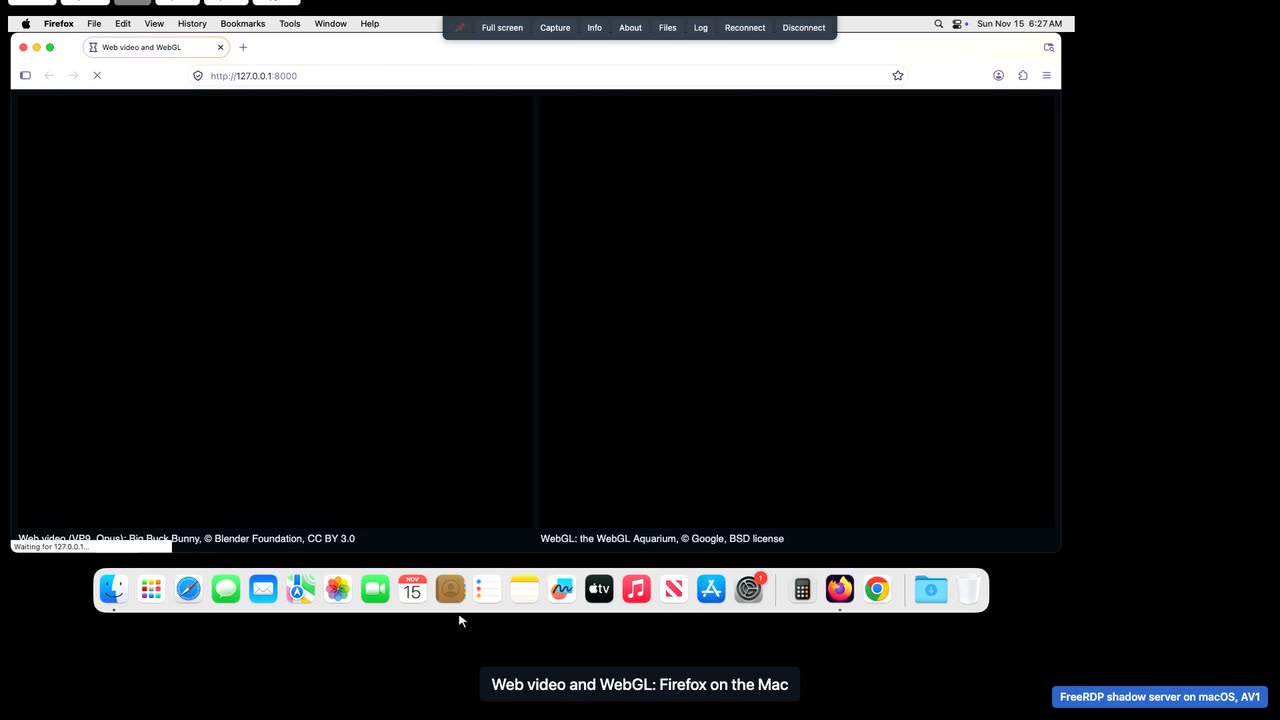 Firefox File Edit View History Bookmarks Tools Window Help
Full screen Capture Info About Files Log Reconnect Disconnect
Sun Nov 15 6:27 AM
Web video and WebGL
http://127.0.0.1:8000
Web video (VP9, Opus): Big Buck Bunny, © Blender Foundation, CC BY 3.0
WebGL: the WebGL Aquarium, © Google, BSD license
Waiting for 127.0.0.1...
NOV
15
tv
1
Web video and WebGL: Firefox on the Mac
FreeRDP shadow server on macOS, AV1